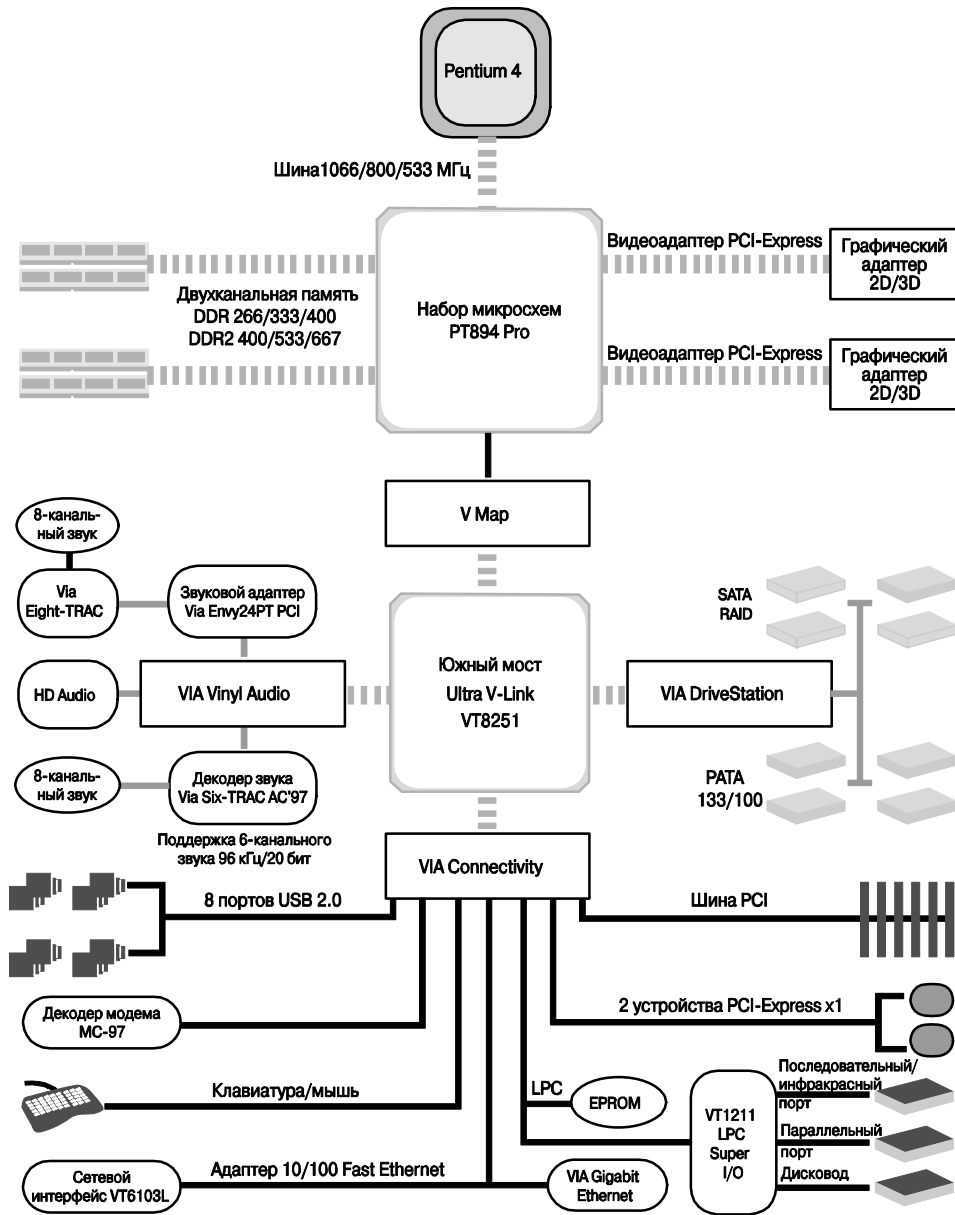 Pentium 4
Шина1066/800/533 МГц
Видеоадаптер PCI-Express
Графический
адаптер
2D/3D
Двухканальная память
DDR 266/333/400
DDR2 400/533/667
Набор микросхем
PT894 Pro
Видеоадаптер PCI-Express
Графический
адаптер
2D/3D
V Map
8-каналь-
ный звук
Via
Eight-TRAC
Звуковой адаптер
Via Envy24PT PCI
SATA
RAID
HD Audio
VIA Vinyl Audio
Южный мост
Ultra V-Link
VT8251
VIA DriveStation
8-каналь-
ный звук
Декодер звука
Via Six-TRAC AC'97
PATA
133/100
Поддержка 6-канального
звука 96 кГц/20 бит
VIA Connectivity
8 портов USB 2.0
Шина PCI
Декодер модема
MC-97
2 устройства PCI-Express x1
Клавиатура/мышь
LPC
EPROM
VT1211
LPC
Super
I/O
Последовательный/
инфракрасный
порт
Параллельный
порт
Дисковод
Сетевой
интерфейс VT6103L
Адаптер 10/100 Fast Ethernet
VIA Gigabit
Ethernet